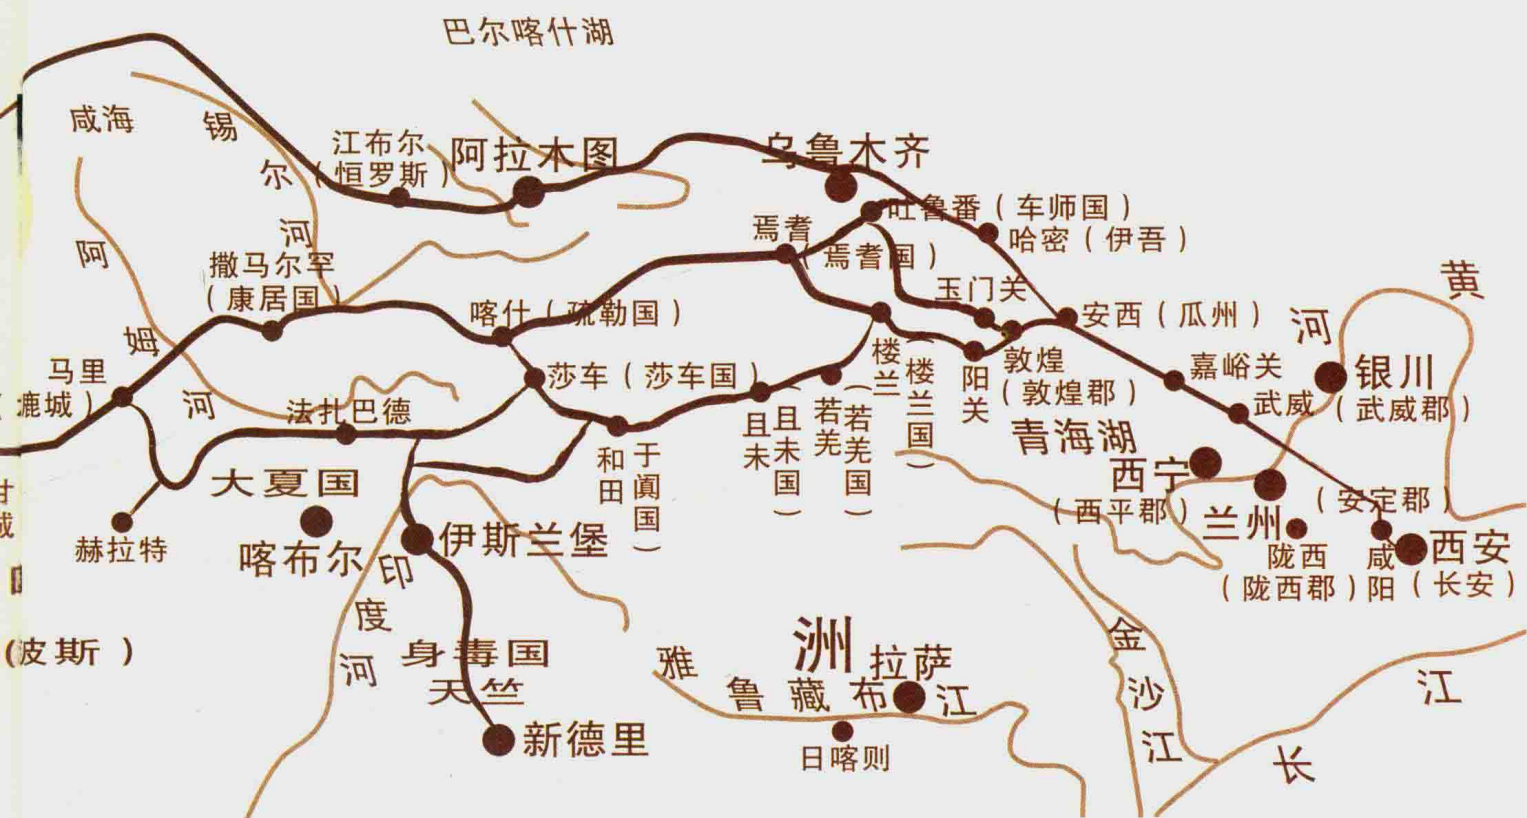 巴尔喀什湖
咸海
锡尔河
江布尔
（恒罗斯）
阿拉木图
乌鲁木齐
吐鲁番（车师国）
哈密（伊吾）
焉耆
（焉耆国）
阿姆河
撒马尔罕
（康居国）
喀什（疏勒国）
玉门关
安西（瓜州）
黄河
马里
莎车（莎车国）
楼兰
（楼兰国）
阳关
敦煌
（敦煌郡）
嘉峪关
武威
（武威郡）
银川
法扎巴德
且未
（且未国）
若羌
（若羌国）
青海湖
西宁
（西平郡）
和田
于阗国）
大夏国
喀布尔
赫拉特
伊斯兰堡
兰州
陇西
（陇西郡）
（安定郡）
咸阳
西安
（长安）
印度河
(波斯）
身毒国
天竺
新德里
洲
拉萨
雅鲁藏布江
日喀则
金沙江
长江